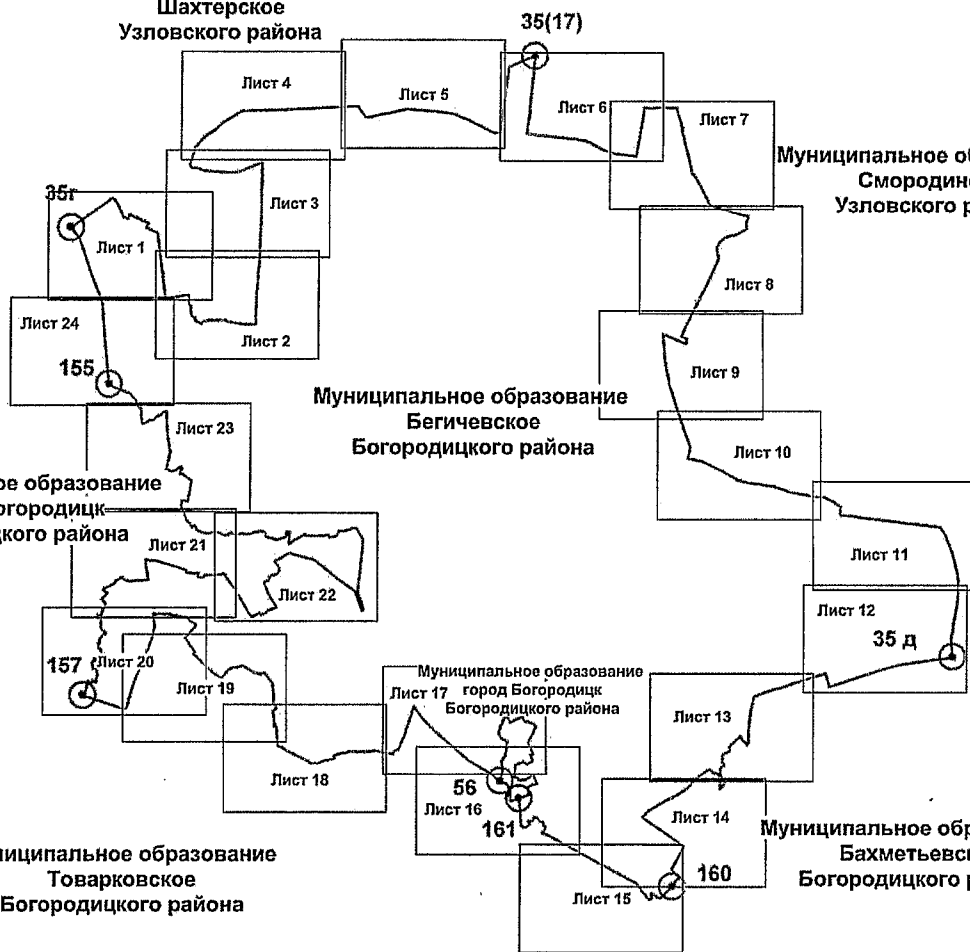 Шахтерское
Узловского района
35(17)
Лист 4
Лист 5
Лист 6
Лист 7
Муниципальное об
Смородино
Узловского р
35г
Лист 3
Лист 1
Лист 8
Лист 24
Лист 2
155
Лист 9
Муниципальное образование
Бегичевское
Богородицкого района
Лист 23
Лист 10
ое образование
огородицк
цкого района
Лист 21
Лист 11
Лист 22
Лист 12
35 д
157
Лист 20
Лист 19
Муниципальное образование
город Богородицк
Богородицкого района
Лист 17
Лист 13
Лист 18
56
Лист 16
161
Лист 14
Муниципальное обр
Бахметьевс
Богородицкого р
160
Лист 15
ниципальное образование
Товарковское
Богородицкого района